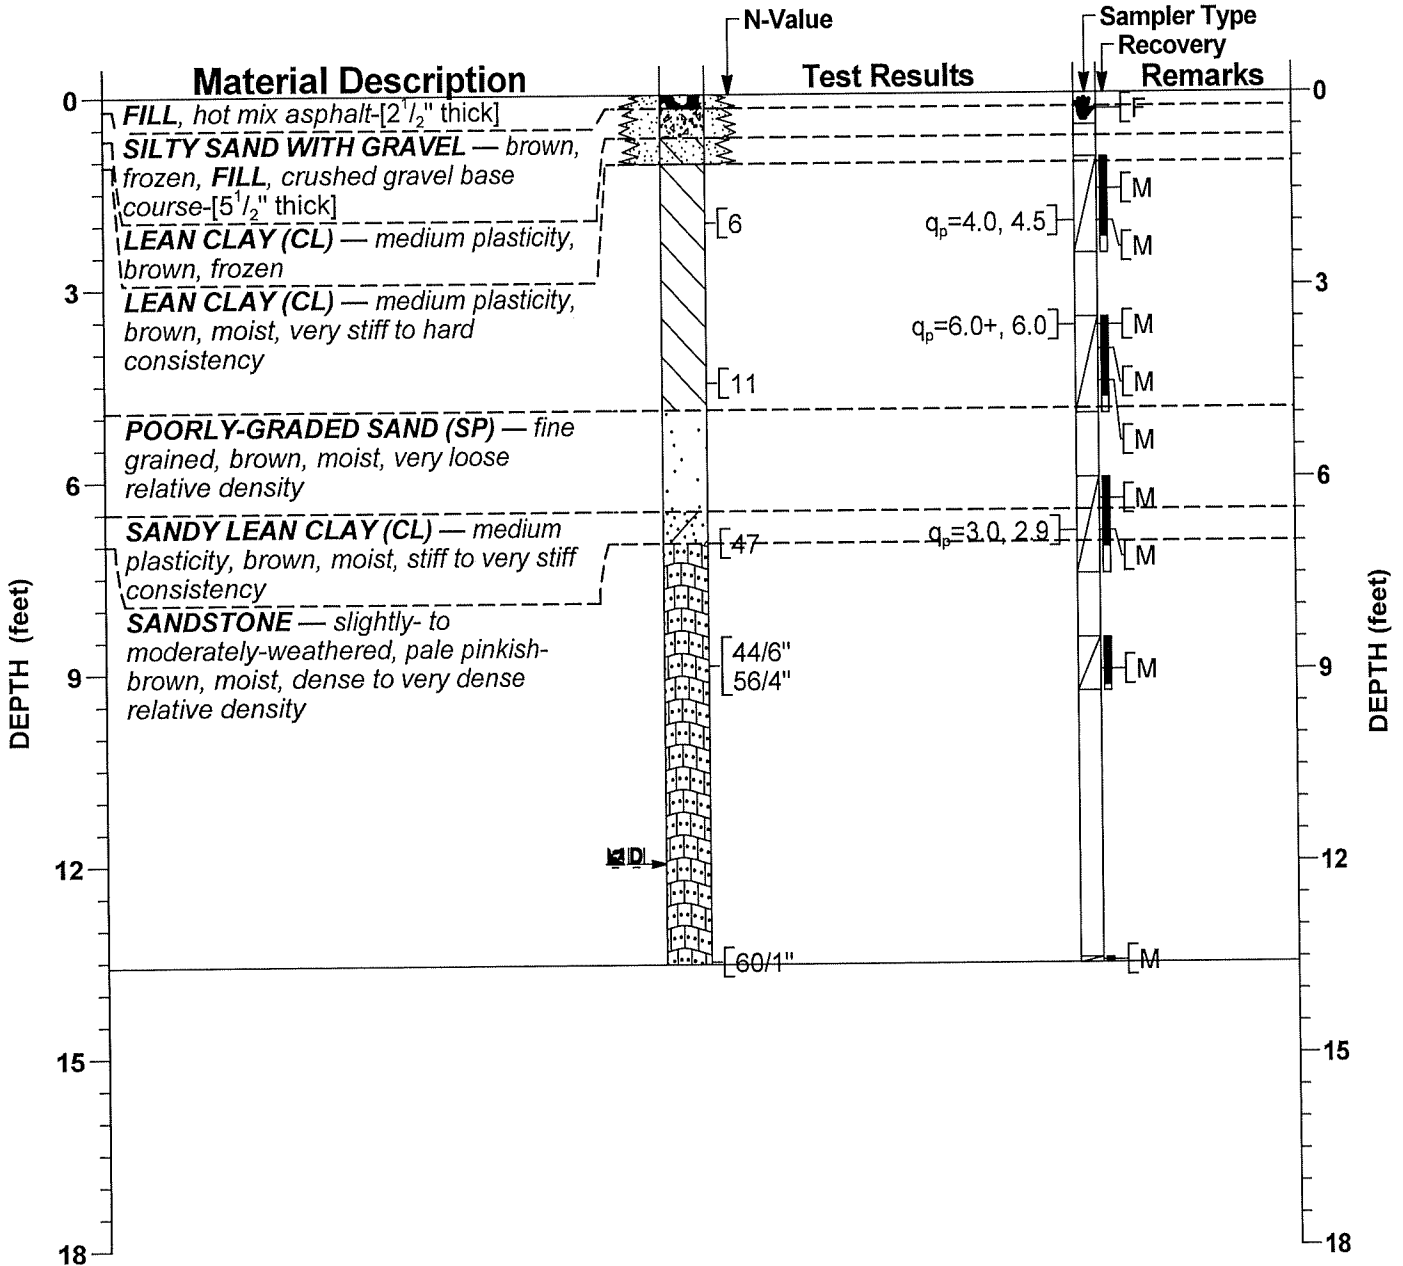 N-Value
Sampler Type
Recovery
Material Description
Test Results
Remarks
0
0
FILL, hot mix asphalt-[2 1/2" thick]
F
SILTY SAND WITH GRAVEL — brown,
frozen, FILL, crushed gravel base
course-[5 1/2" thick]
M
6
qp=4.0, 4.5
M
LEAN CLAY (CL) — medium plasticity,
brown, frozen
3
3
LEAN CLAY (CL) — medium plasticity,
brown, moist, very stiff to hard
consistency
qp=6.0+, 6.0
M
11
M
POORLY-GRADED SAND (SP) — fine
grained, brown, moist, very loose
relative density
M
6
6
M
SANDY LEAN CLAY (CL) — medium
plasticity, brown, moist, stiff to very stiff
consistency
47
qp=3.0, 2.9
M
SANDSTONE — slightly- to
moderately-weathered, pale pinkish-
brown, moist, dense to very dense
relative density
44/6"
56/4"
M
9
9
DEPTH (feet)
DEPTH (feet)
12
12
60/1"
M
15
15
18
18